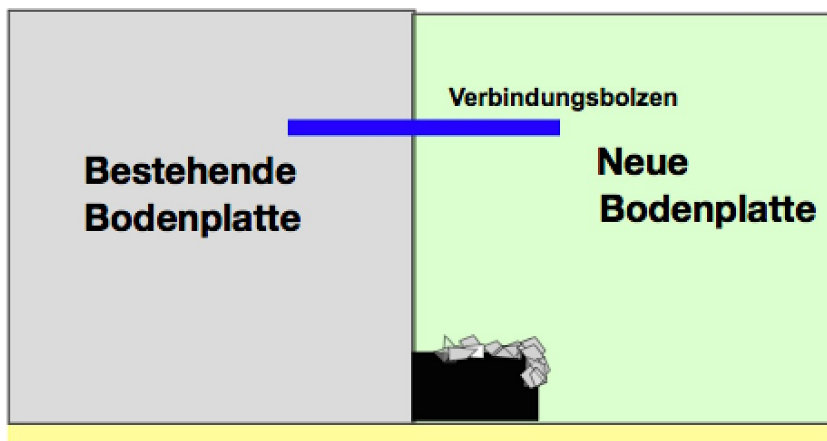 Verbindungsbolzen
Bestehende
Bodenplatte
Neue
Bodenplatte